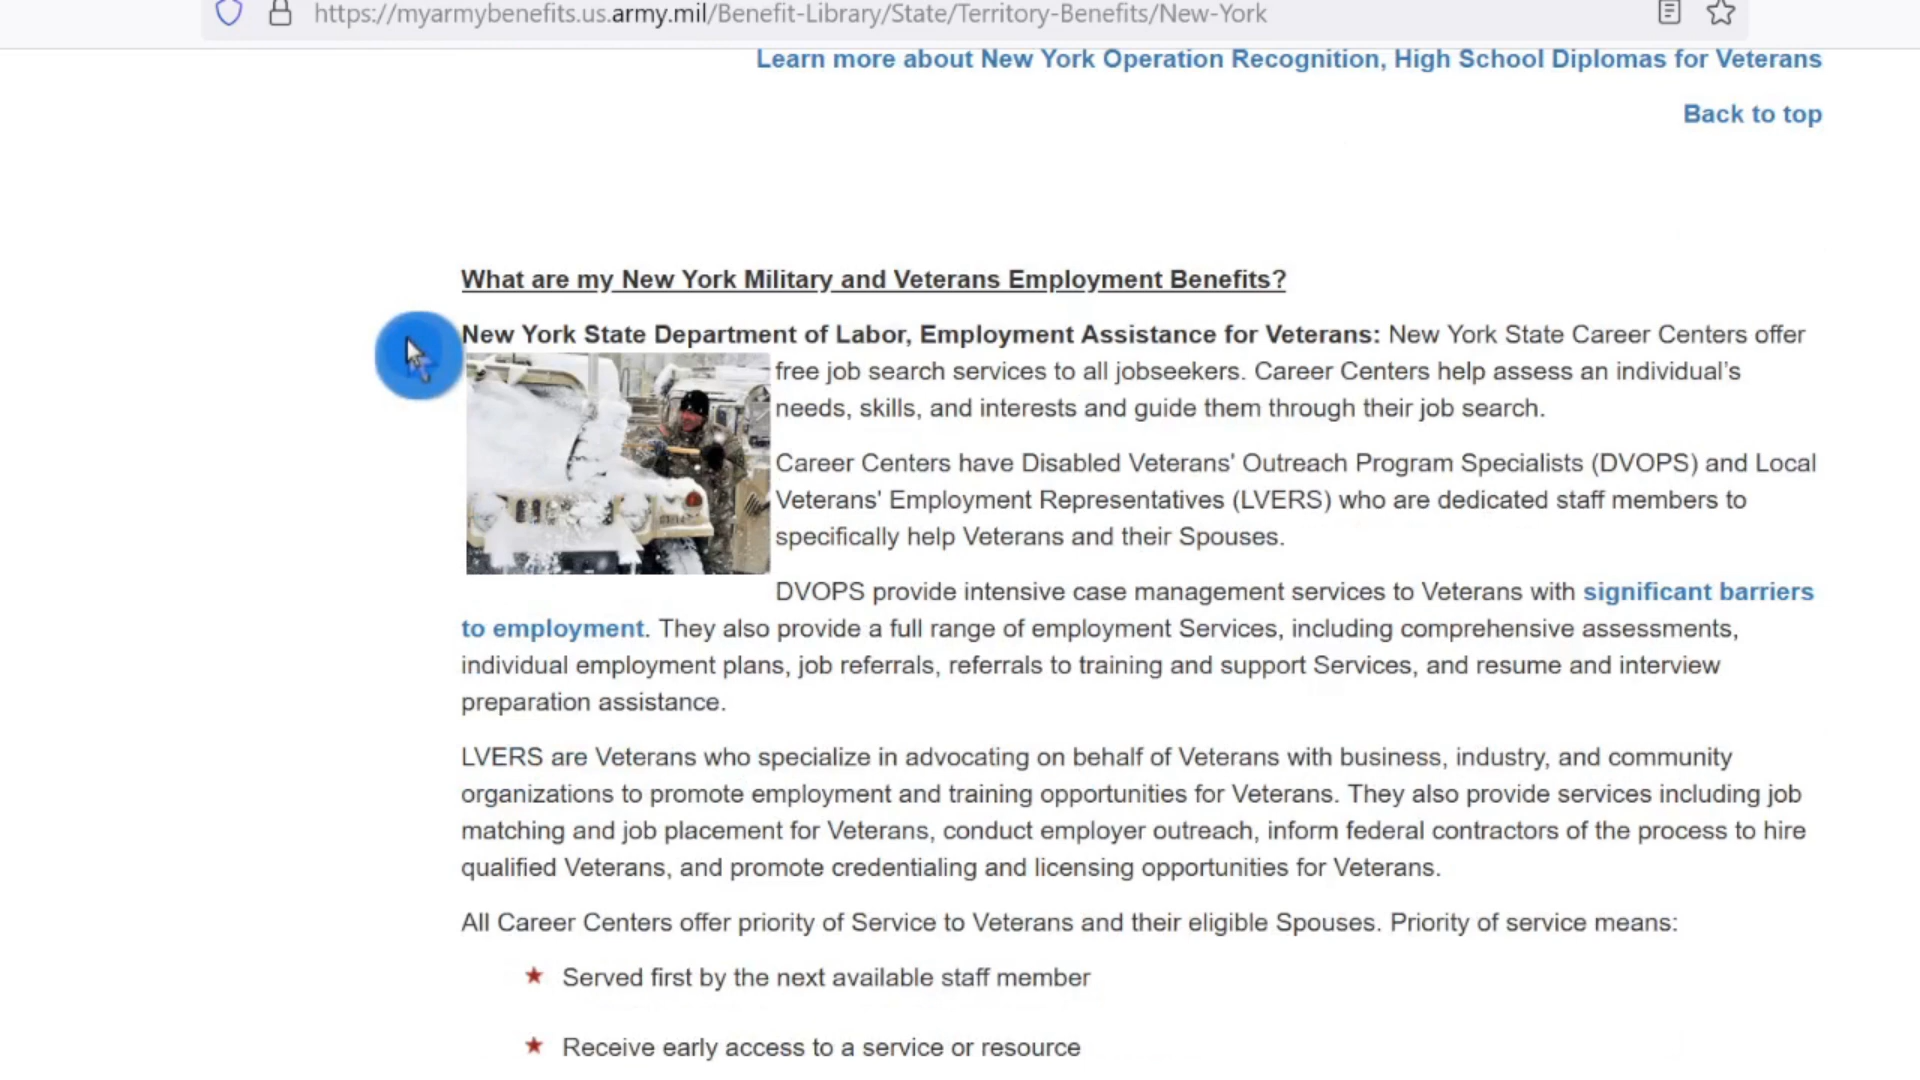 https://myarmybenefits.us.army.mil/Benefit-Library/State/Territory-Benefits/New-York
Learn more about New York Operation Recognition, High School Diplomas for Veterans
Back to top
What are my New York Military and Veterans Employment Benefits?
New York State Department of Labor, Employment Assistance for Veterans: New York State Career Centers offer
free job search services to all jobseekers. Career Centers help assess an individual’s
needs, skills, and interests and guide them through their job search.
Career Centers have Disabled Veterans' Outreach Program Specialists (DVOPS) and Local
Veterans' Employment Representatives (LVERS) who are dedicated staff members to
specifically help Veterans and their Spouses.
DVOPS provide intensive case management services to Veterans with significant barriers
to employment. They also provide a full range of employment Services, including comprehensive assessments,
individual employment plans, job referrals, referrals to training and support Services, and resume and interview
preparation assistance.
LVERS are Veterans who specialize in advocating on behalf of Veterans with business, industry, and community
organizations to promote employment and training opportunities for Veterans. They also provide services including job
matching and job placement for Veterans, conduct employer outreach, inform federal contractors of the process to hire
qualified Veterans, and promote credentialing and licensing opportunities for Veterans.
All Career Centers offer priority of Service to Veterans and their eligible Spouses. Priority of service means:
Served first by the next available staff member
Receive early access to a service or resource